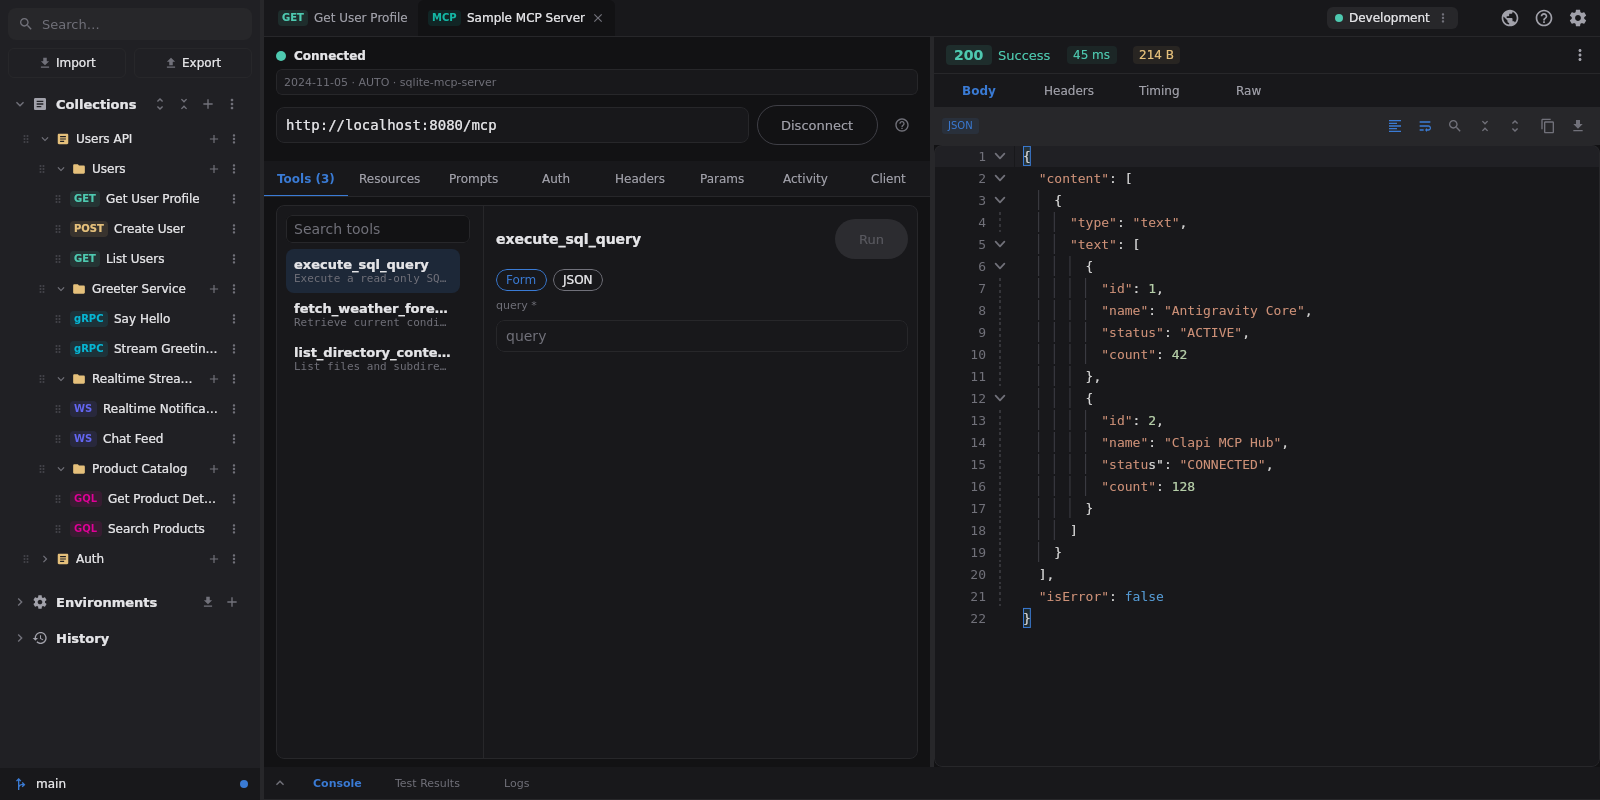 Search...
Import
Export
Collections
Users API
Users
GET Get User Profile
POST Create User
GET List Users
Greeter Service
gRPC Say Hello
gRPC Stream Greetin...
Realtime Strea...
WS Realtime Notifica...
WS Chat Feed
Product Catalog
GQL Get Product Det...
GQL Search Products
Auth
Environments
History
main
GET Get User Profile
MCP Sample MCP Server
Development
Connected
2024-11-05 · AUTO · sqlite-mcp-server
http://localhost:8080/mcp
Disconnect
Tools (3) Resources Prompts Auth Headers Params Activity Client
Search tools
execute_sql_query
Execute a read-only SQ…
fetch_weather_fore…
Retrieve current condi…
list_directory_conte…
List files and subdire…
execute_sql_query
Run
Form JSON
query *
query
Console Test Results Logs
200 Success 45 ms 214 B
Body Headers Timing Raw
JSON
1 {
2 "content": [
3 {
4 "type": "text",
5 "text": [
6 {
7 "id": 1,
8 "name": "Antigravity Core",
9 "status": "ACTIVE",
10 "count": 42
11 },
12 {
13 "id": 2,
14 "name": "Clapi MCP Hub",
15 "status": "CONNECTED",
16 "count": 128
17 }
18 ]
19 }
20 ],
21 "isError": false
22 }